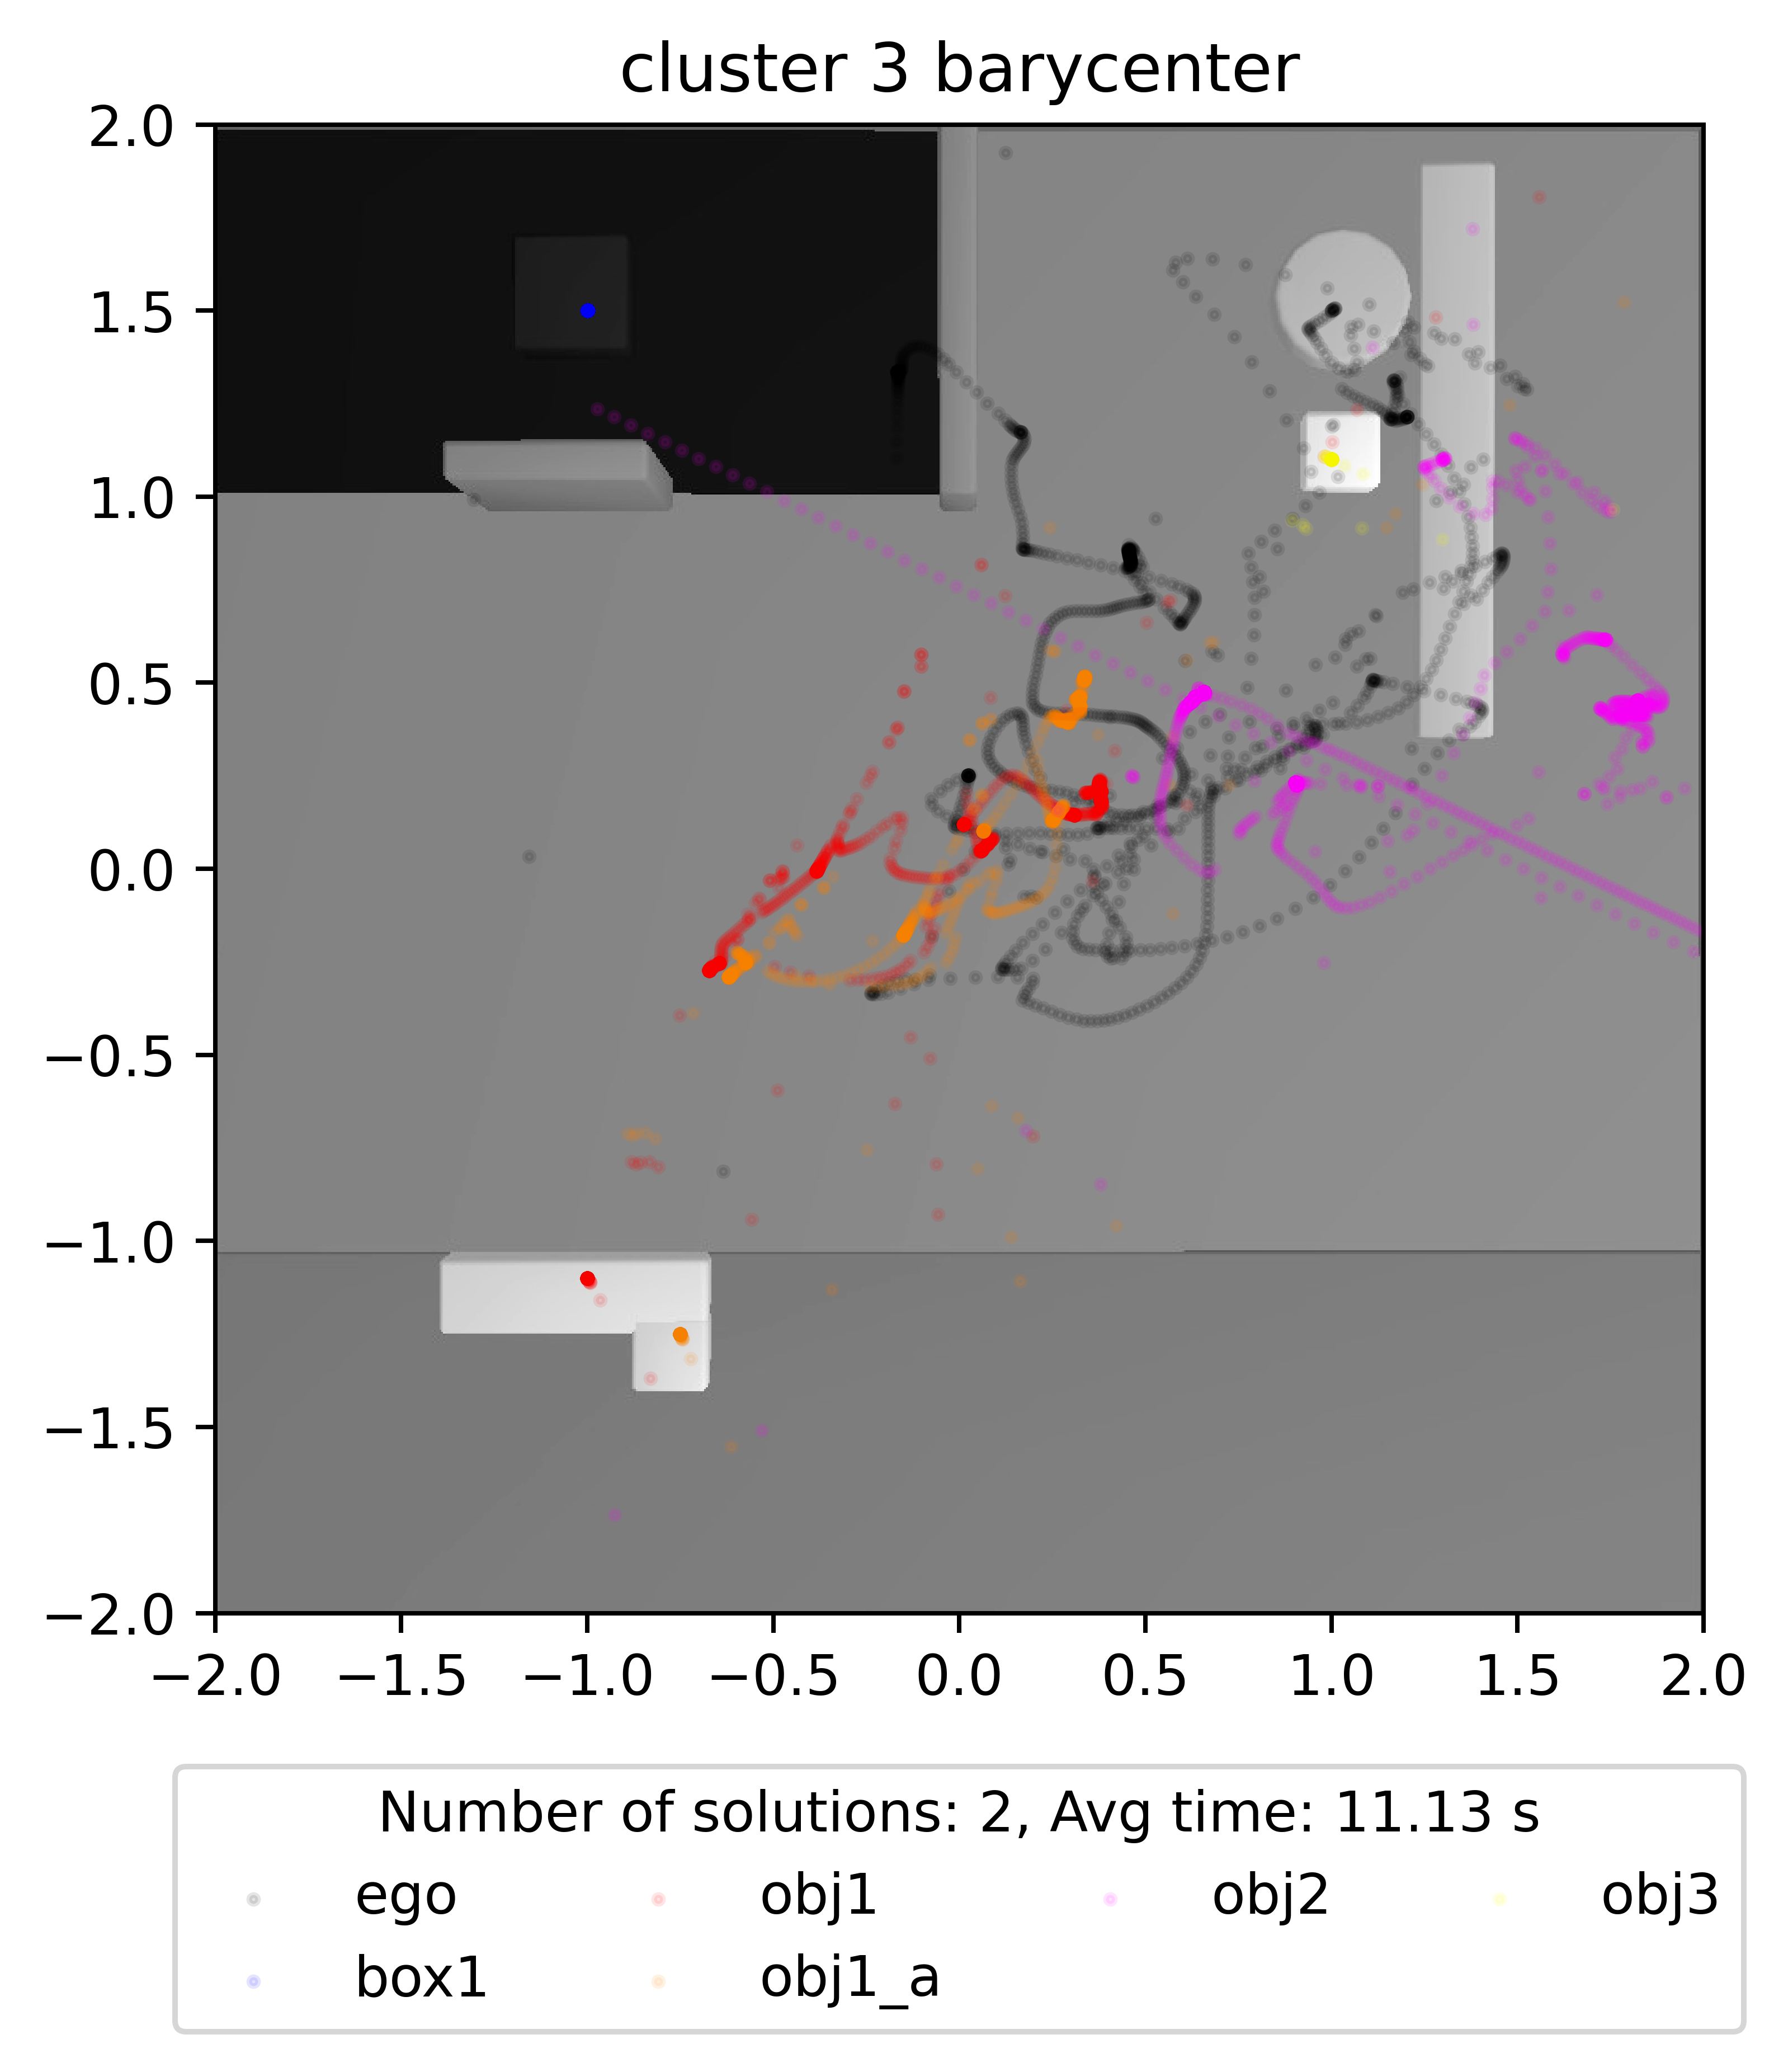 cluster 3 barycenter
2.0
1.5
1.0
0.5
0.0
−0.5
−1.0
−1.5
−2.0
−2.0 −1.5 −1.0 −0.5 0.0 0.5 1.0 1.5 2.0
Number of solutions: 2, Avg time: 11.13 s
ego obj1 obj2 obj3
box1 obj1_a